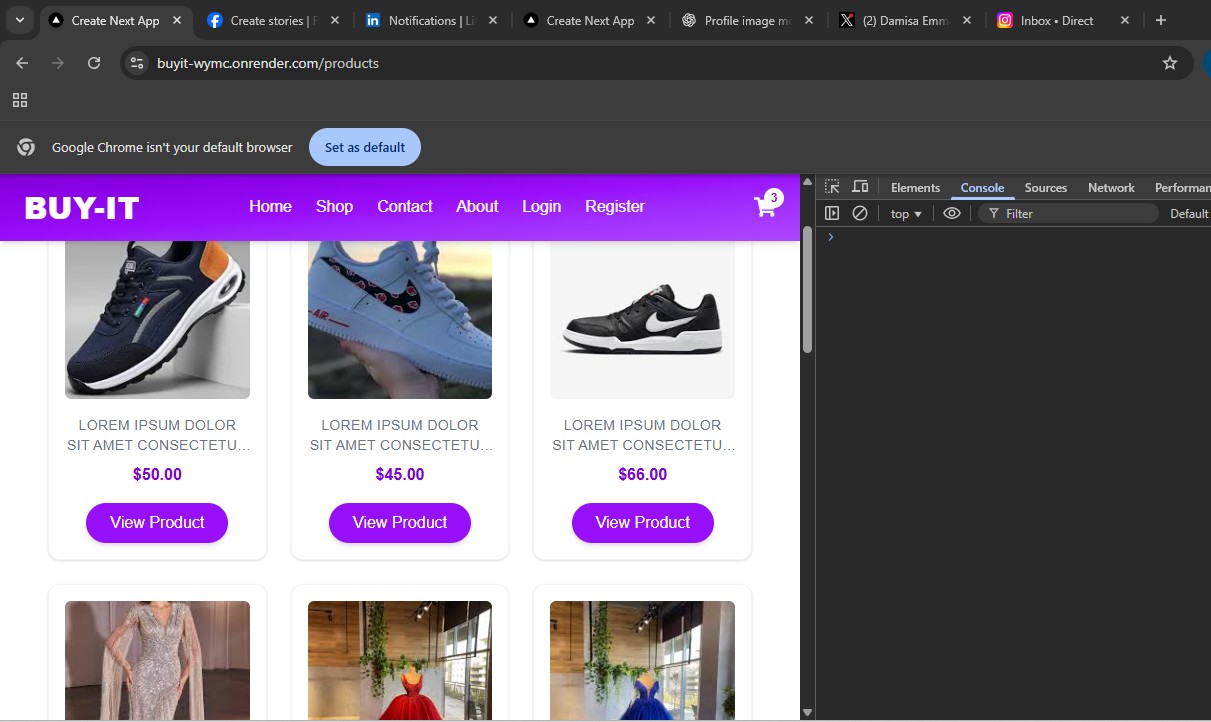 Create Next App
Create stories | F
Notifications | Li
Create Next App
Profile image mo
(2) Damisa Emm
Inbox • Direct
buyit-wymc.onrender.com/products
Google Chrome isn't your default browser
Set as default
BUY-IT
Home
Shop
Contact
About
Login
Register
3
Elements
Console
Sources
Network
Performan
top
Filter
Default
AIR
LOREM IPSUM DOLOR
SIT AMET CONSECTETU...
$50.00
View Product
LOREM IPSUM DOLOR
SIT AMET CONSECTETU...
$45.00
View Product
LOREM IPSUM DOLOR
SIT AMET CONSECTETU...
$66.00
View Product